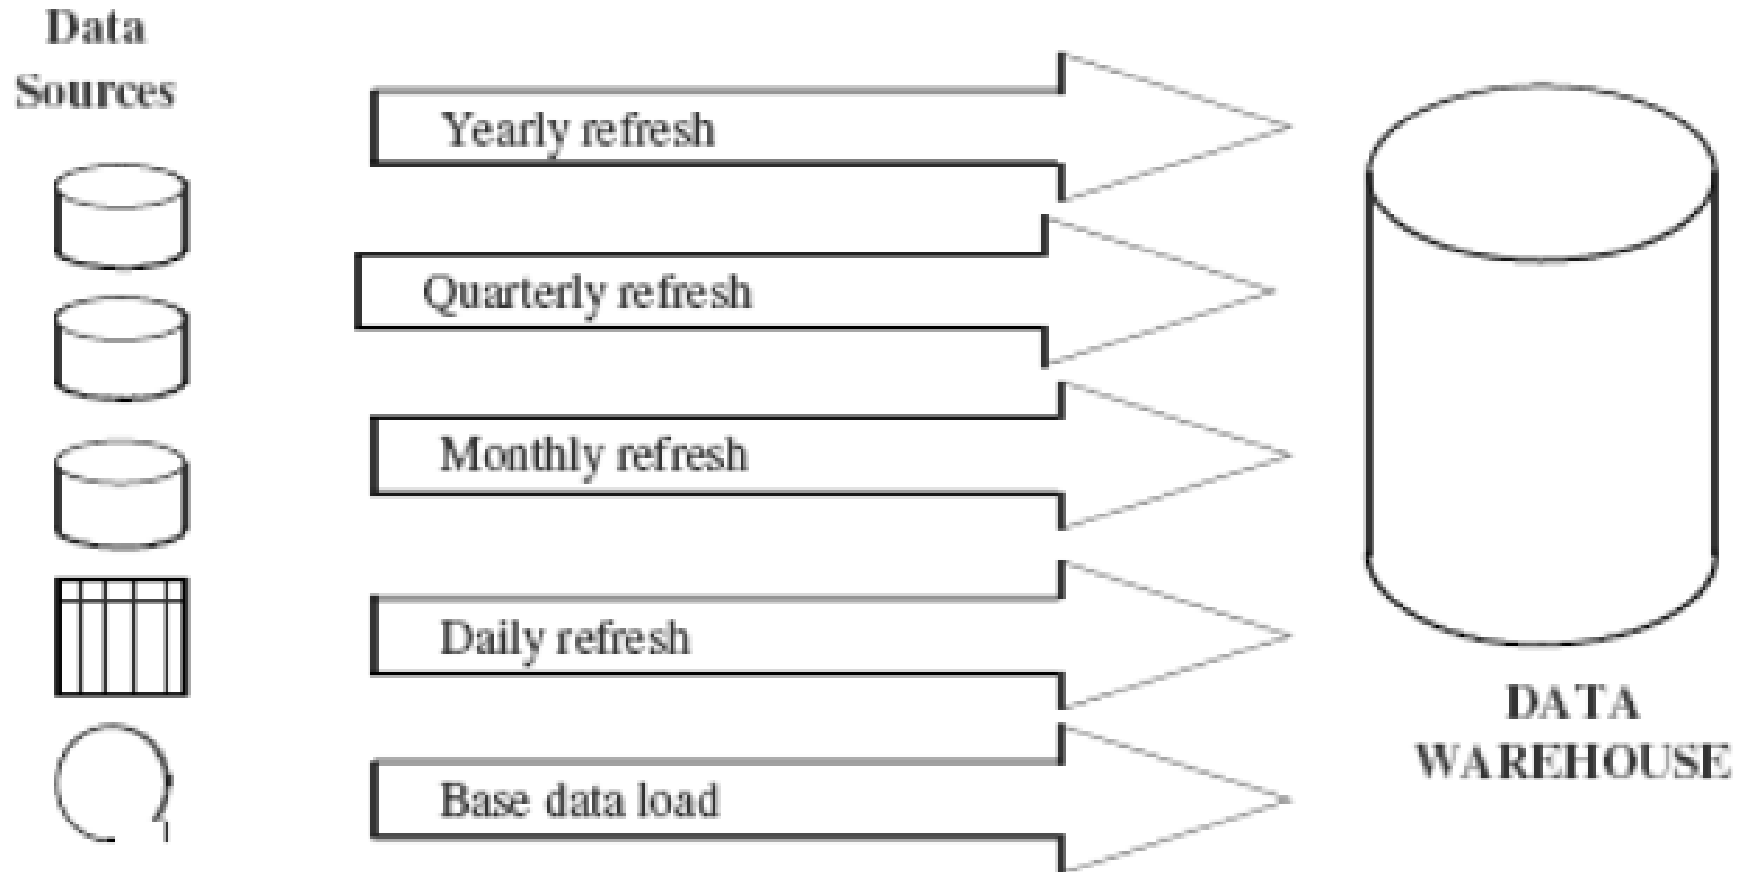 Data
Sources
Yearly refresh
Quarterly refresh
Monthly refresh
Daily refresh
Base data load
DATA
WAREHOUSE